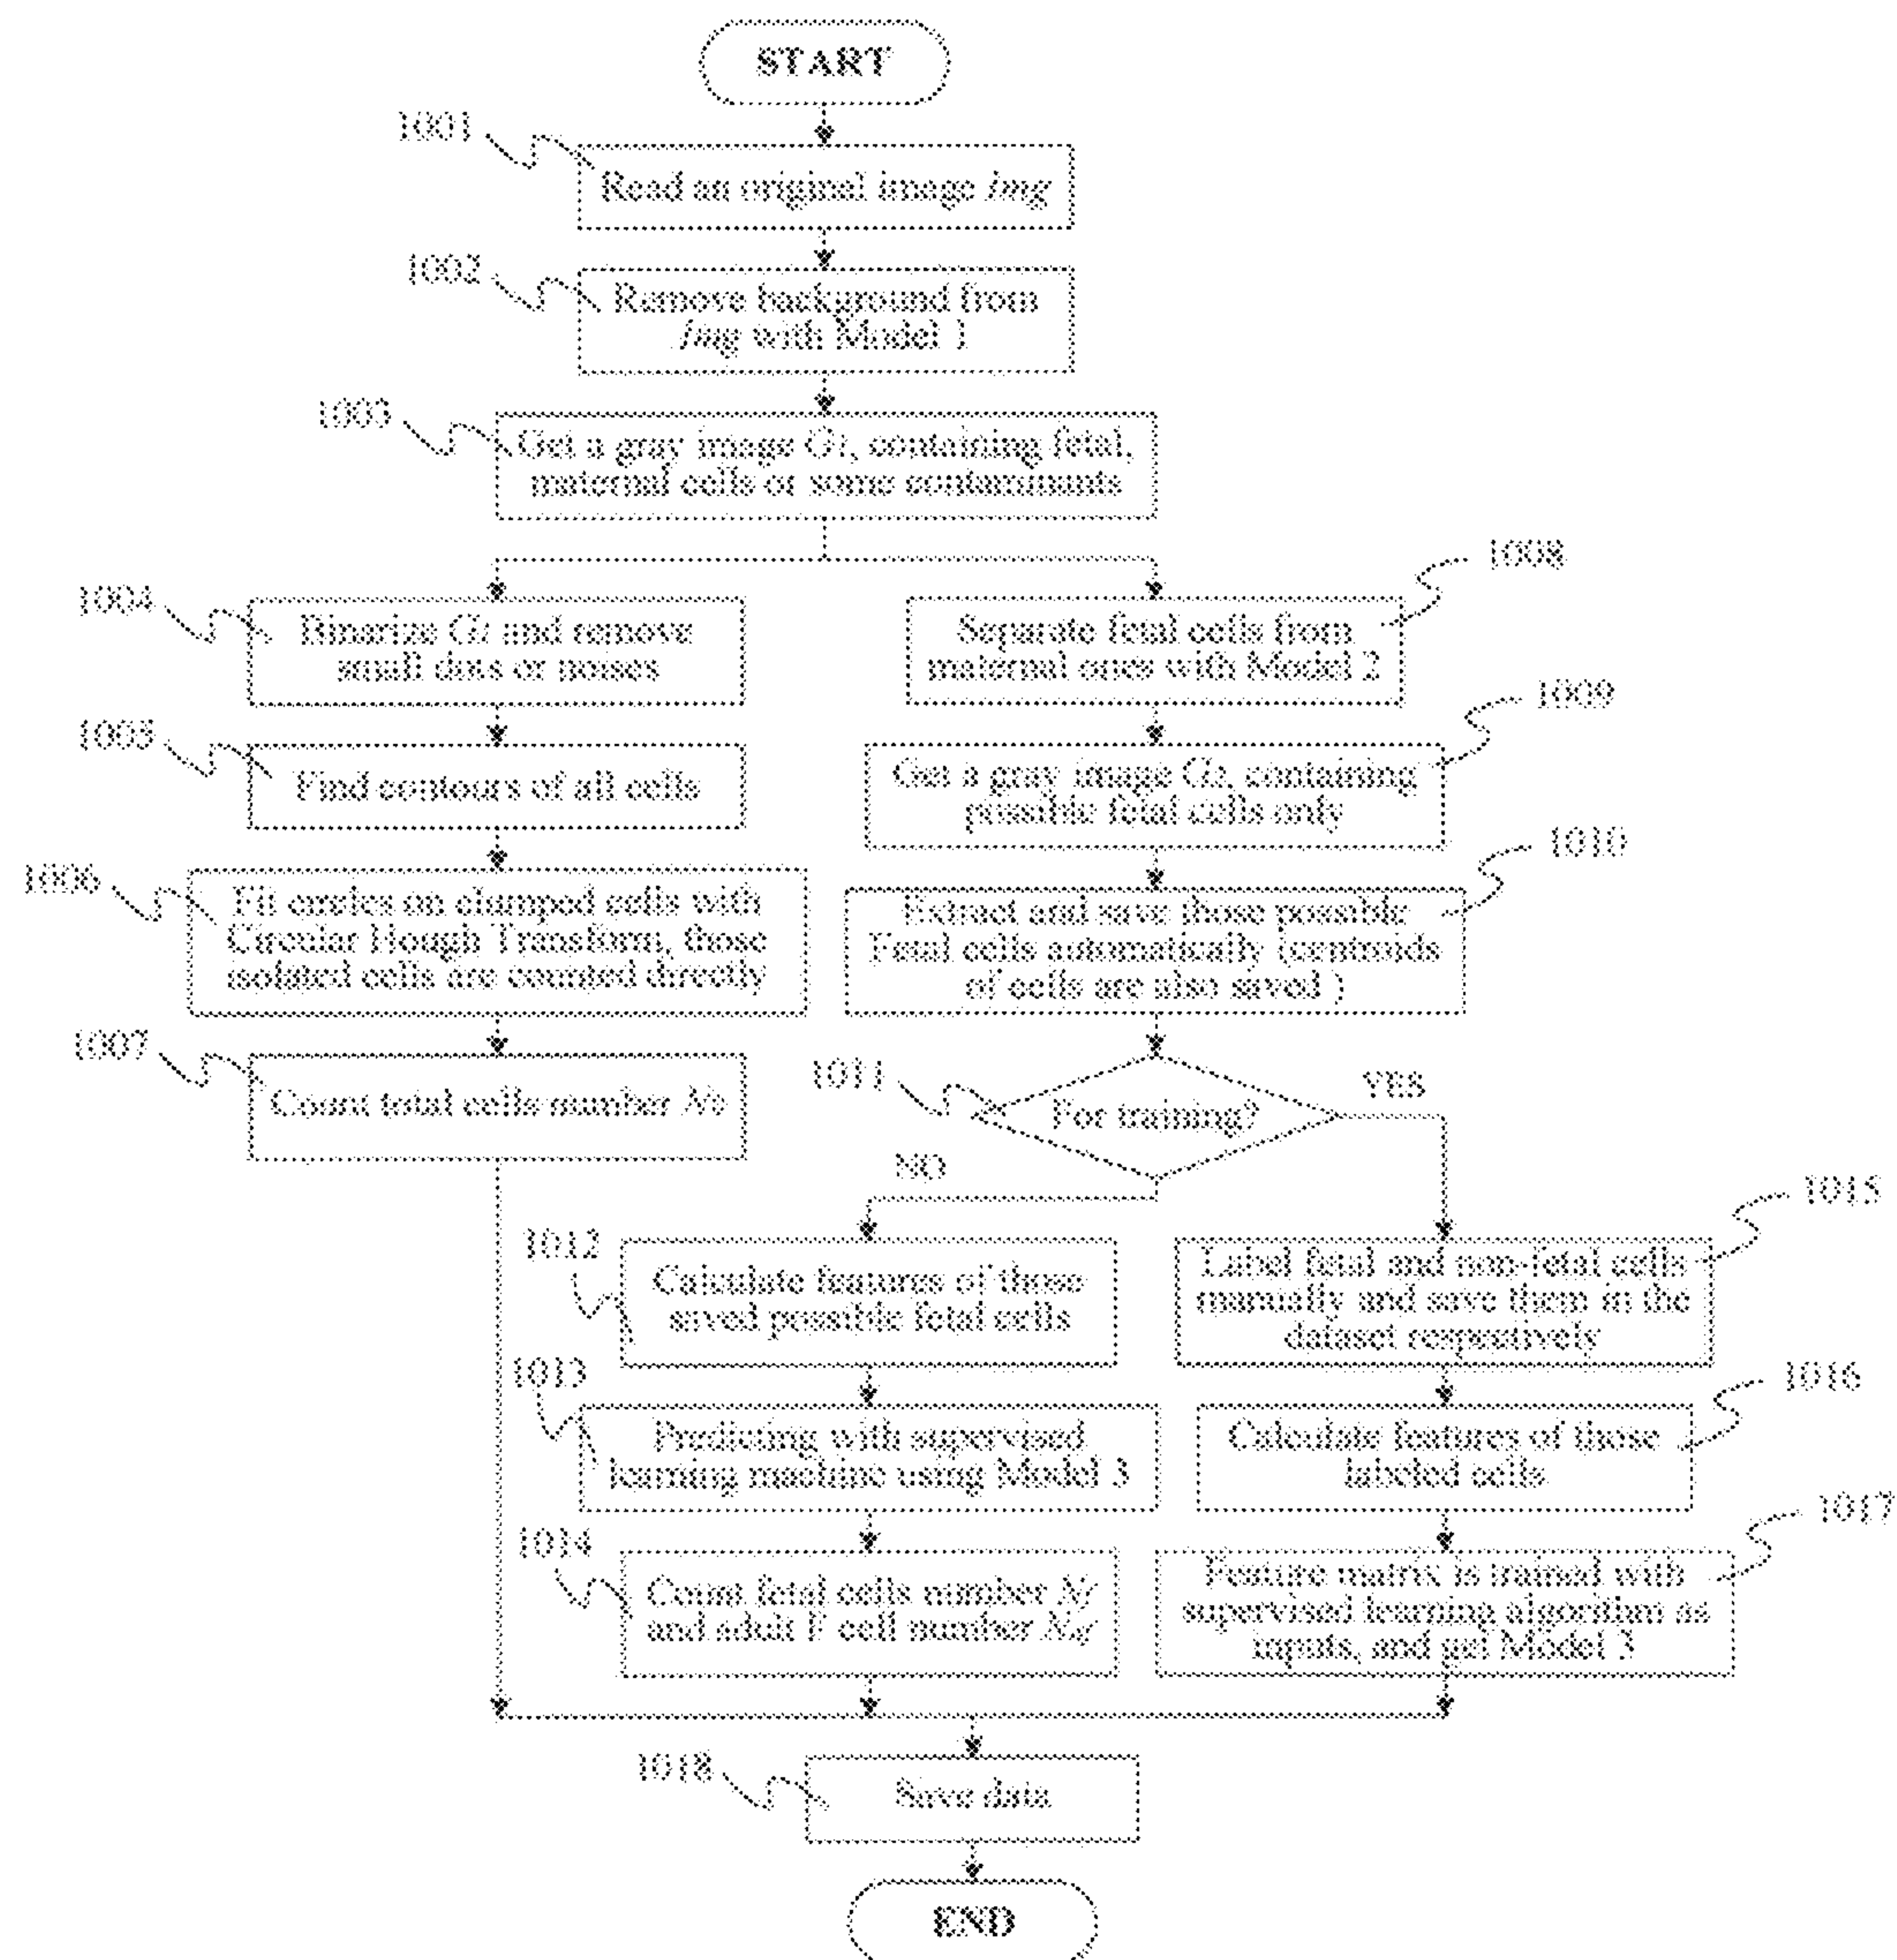 START
1001
Read an original image img
1002
Remove background from
Img with Model 1
1003
Get a gray image G1, containing fetal,
maternal cells or some contaminants
1004
Binarize G1 and remove
small dots or noises
1005
Find contours of all cells
1006
Fit circles on clumped cells with
Circular Hough Transform, those
isolated cells are counted directly
1007
Count total cells number
1008
Separate fetal cells from
maternal ones with Model 2
1009
Get a gray image G2, containing
possible fetal cells only
1010
Extract and save those possible
Fetal cells automatically (centroids
of cells are also saved )
1011
For training?
YES
NO
1012
Calculate features of those
saved possible fetal cells
1013
Predicting with supervised
learning machine using Model 3
1014
Count fetal cells number Nf
and adult F cell number
1015
Label fetal and non-fetal cells
manually and save them in the
dataset respectively
1016
Calculate features of those
labeled cells
1017
Feature matrix is trained with
supervised learning algorithm as
inputs, and get Model 3
1018
Save data
END